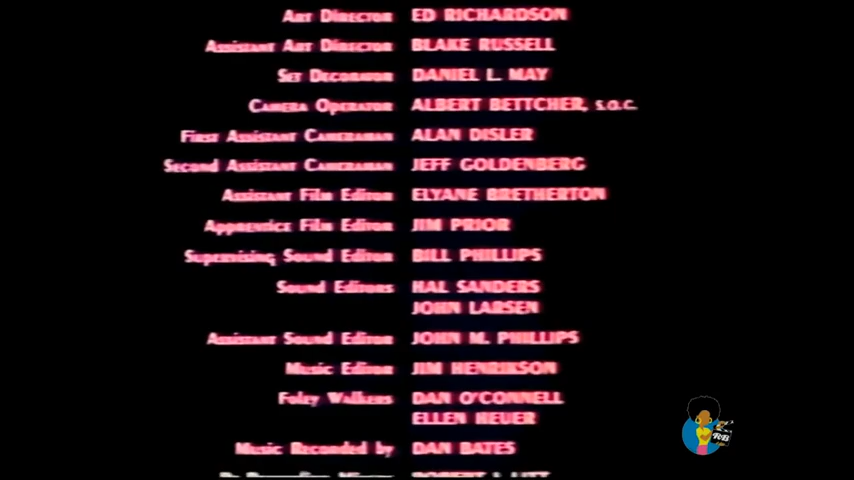 Art Director ED RICHARDSON
Assistant Art Director BLAKE RUSSELL
Set Decorator DANIEL L. MAY
Camera Operator ALBERT BETTCHER, S.O.C.
First Assistant Cameraman ALAN DISLER
Second Assistant Cameraman JEFF GOLDENBERG
Assistant Film Editor ELYANE BRETHERTON
Apprentice Film Editor JIM PRIOR
Supervising Sound Editor BILL PHILLIPS
Sound Editors HAL SANDERS
JOHN LARSEN
Assistant Sound Editor JOHN M. PHILLIPS
Music Editor JIM HENRIKSON
Foley Walkers DAN O'CONNELL
ELLEN HEUER
Music Recorded by DAN BATES